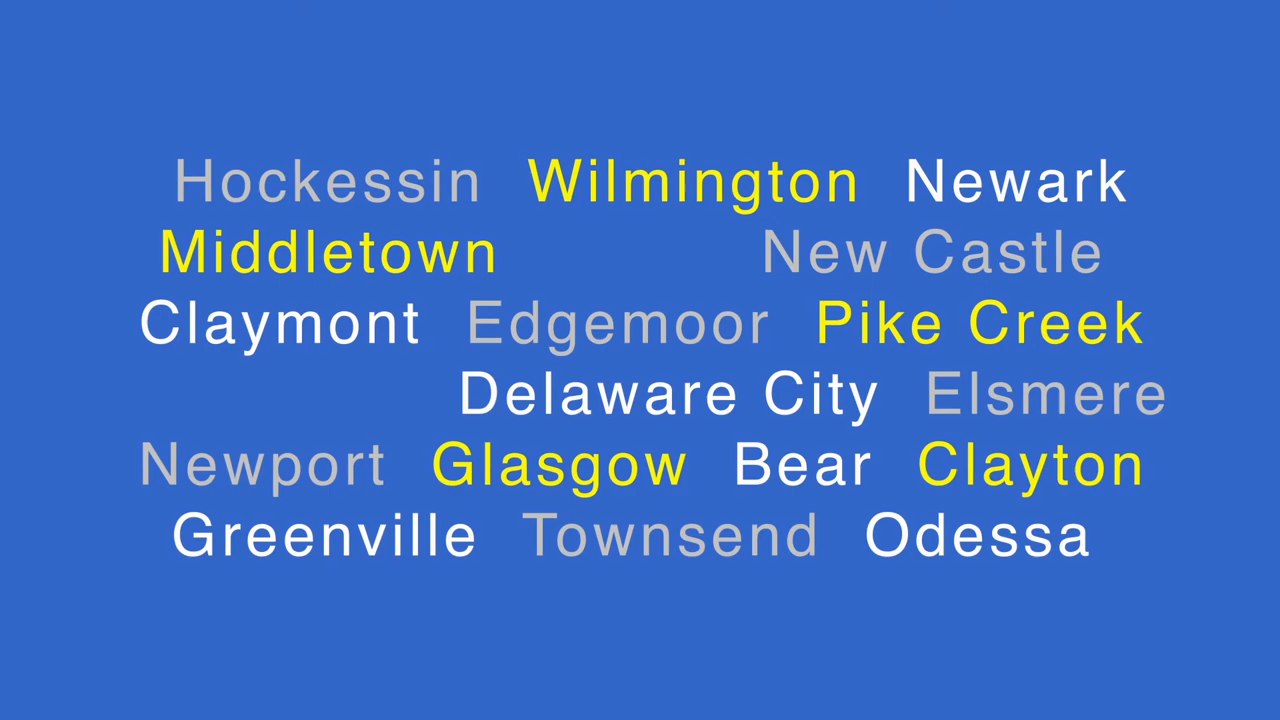 Hockessin Wilmington Newark
Middletown New Castle
Claymont Edgemoor Pike Creek
Delaware City Elsmere
Newport Glasgow Bear Clayton
Greenville Townsend Odessa